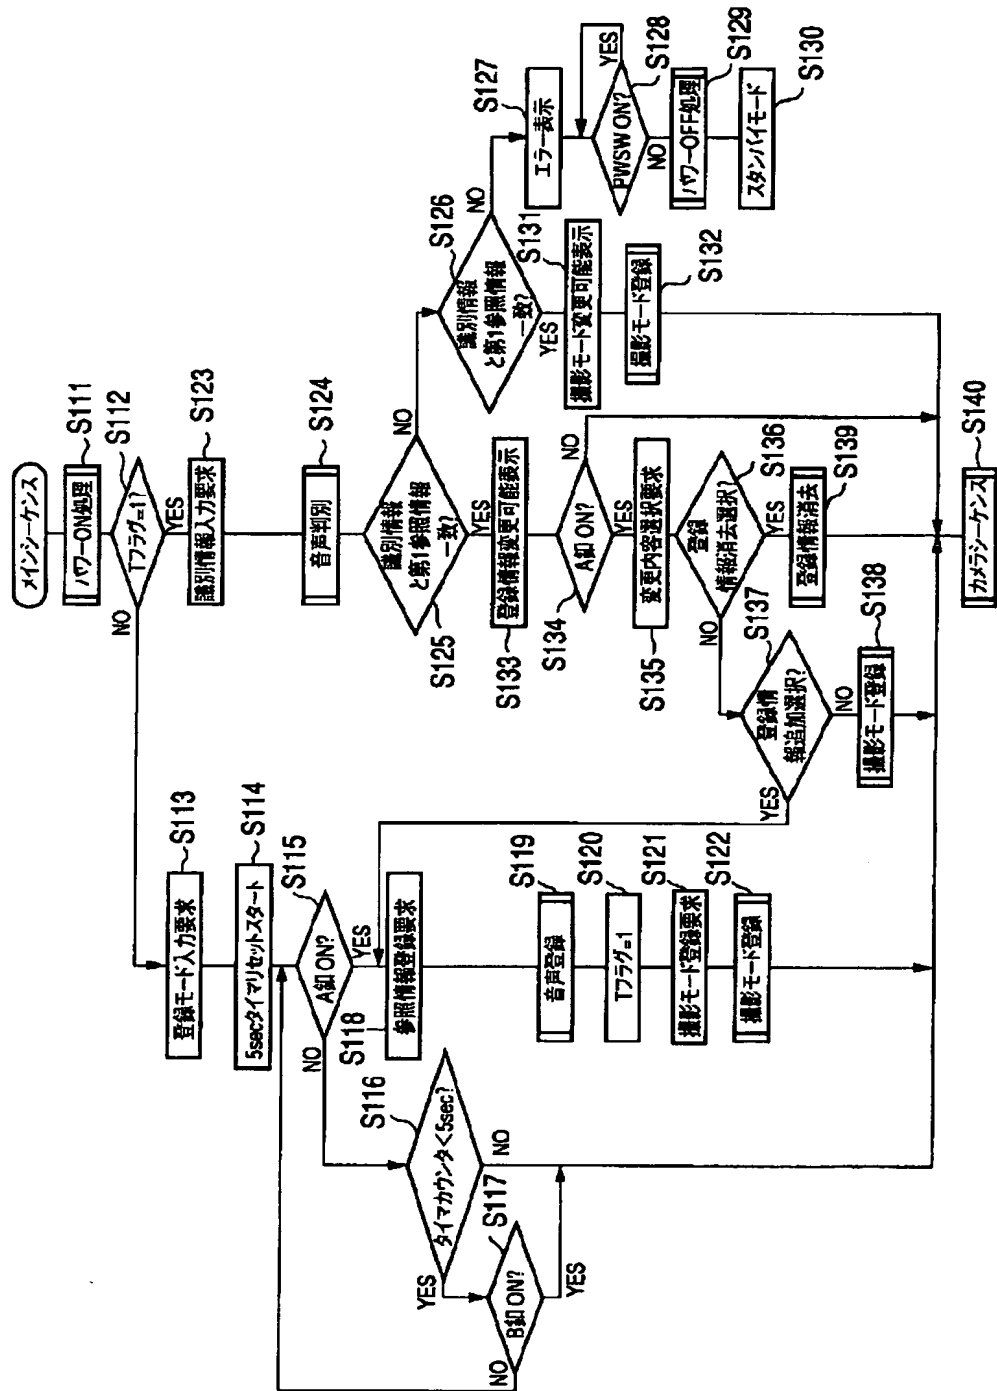 メインシーケンス
パワーON処理
S111
Tフラグ=1?
S112
NO
YES
登録モード入力要求
S113
5secタイマリセットスタート
S114
A釦 ON?
S115
NO
YES
タイマカウンタ<5sec?
S116
YES
NO
B釦 ON?
S117
NO
YES
参照情報登録要求
S118
音声登録
S119
Tフラグ=1
S120
撮影モード登録要求
S121
撮影モード登録
S122
識別情報入力要求
S123
音声判別
S124
識別情報
と第1参照情報
一致?
S125
NO
YES
識別情報
と第1参照情報
一致?
S126
NO
YES
エラー表示
S127
PWSW ON?
S128
YES
NO
パワーOFF処理
S129
スタンバイモード
S130
撮影モード変更可能表示
S131
撮影モード登録
S132
登録情報変更可能表示
S133
A釦 ON?
S134
NO
YES
変更内容選択要求
S135
登録
情報消去選択?
S136
NO
YES
登録情
報追加選択?
S137
YES
NO
撮影モード登録
S138
登録情報消去
S139
カメラシーケンス
S140